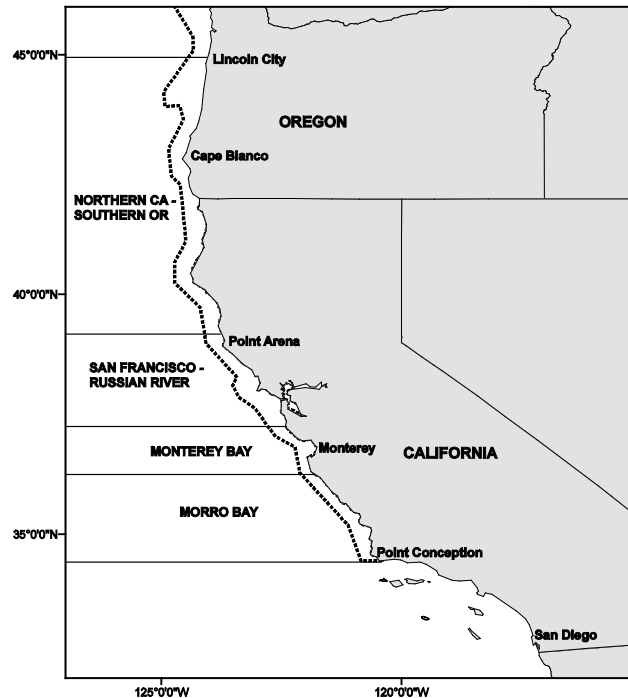 45°0'0"N
Lincoln City
OREGON
Cape Blanco
NORTHERN CA -
SOUTHERN OR
40°0'0"N
Point Arena
SAN FRANCISCO -
RUSSIAN RIVER
MONTEREY BAY
Monterey
CALIFORNIA
MORRO BAY
35°0'0"N
Point Conception
San Diego
125°0'0"W
120°0'0"W